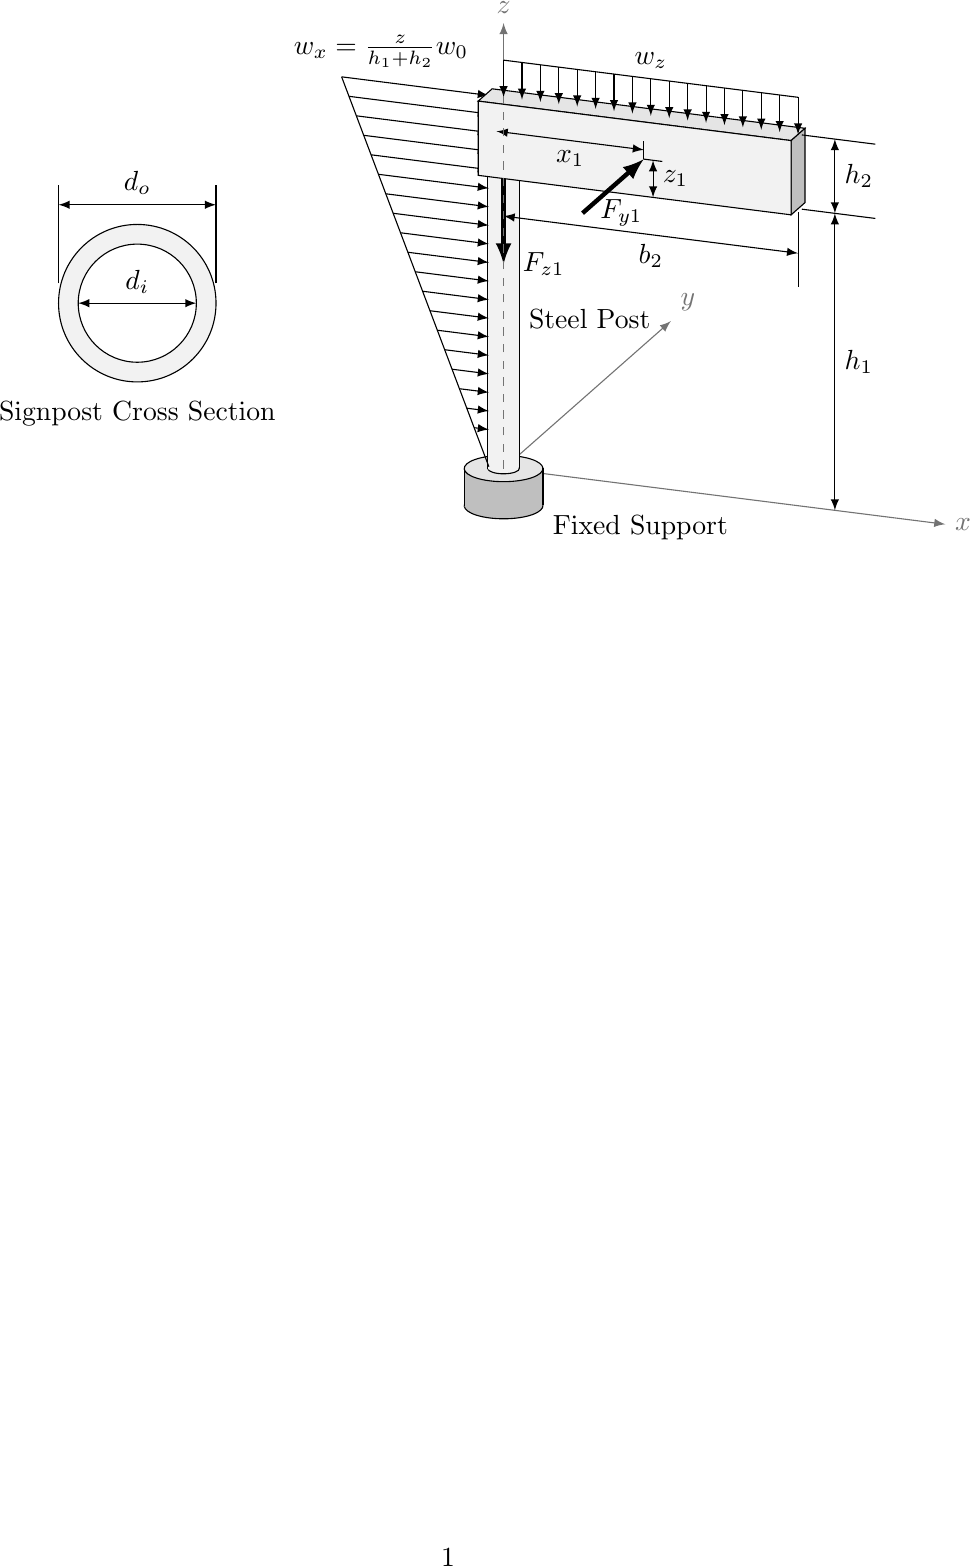 z
w_x = \frac{z}{h_1+h_2}w_0
w_z
x_1
z_1
h_2
d_o
F_{y1}
b_2
F_{z1}
d_i
y
Steel Post
h_1
Signpost Cross Section
Fixed Support
x
1